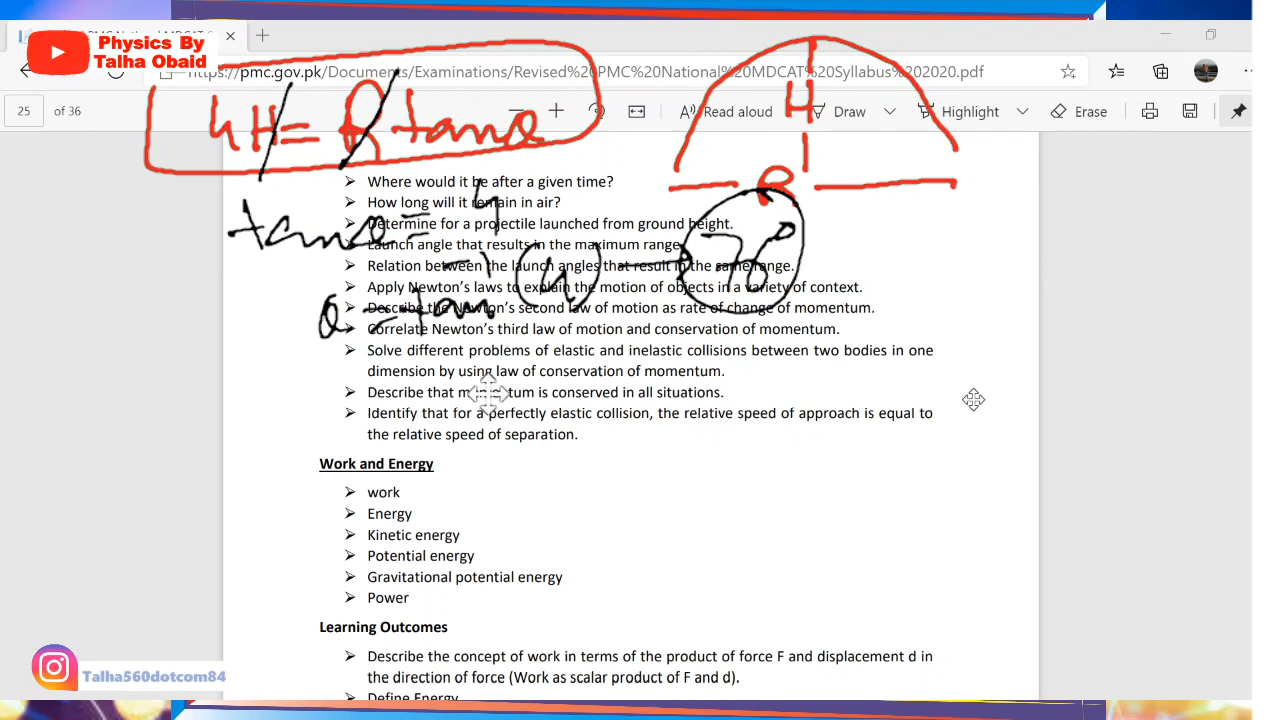 Physics By
Talha Obaid
https://pmc.gov.pk/Documents/Examinations/Revised%20PMC%20National%20MDCAT%20Syllabus%202020.pdf
25 of 36
Read aloud
Draw
Highlight
Erase
4H = R tanθ
H
R
➢ Where would it be after a given time?
➢ How long will it remain in air?
➢ Determine for a projectile launched from ground height.
➢ Launch angle that results in the maximum range.
➢ Relation between the launch angles that result in the same range.
➢ Apply Newton's laws to explain the motion of objects in a variety of context.
➢ Describe the Newton's second law of motion as rate of change of momentum.
➢ Correlate Newton's third law of motion and conservation of momentum.
➢ Solve different problems of elastic and inelastic collisions between two bodies in one
dimension by using law of conservation of momentum.
➢ Describe that momentum is conserved in all situations.
➢ Identify that for a perfectly elastic collision, the relative speed of approach is equal to
the relative speed of separation.
tanθ = 4
θ = tan⁻¹(4) → 76°
Work and Energy
➢ work
➢ Energy
➢ Kinetic energy
➢ Potential energy
➢ Gravitational potential energy
➢ Power
Learning Outcomes
➢ Describe the concept of work in terms of the product of force F and displacement d in
the direction of force (Work as scalar product of F and d).
➢ Define Energy
Talha560dotcom84